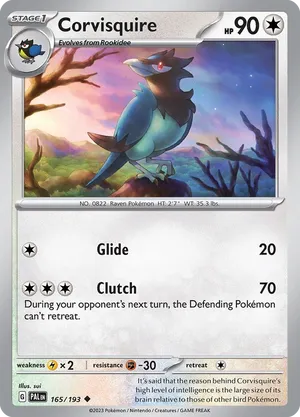 STAGE 1
Corvisquire
HP 90
Evolves from Rookidee
NO. 0822 Raven Pokémon HT: 2'7" WT: 35.3 lbs.
Glide 20
Clutch 70
During your opponent's next turn, the Defending Pokémon
can't retreat.
weakness ×2 resistance -30 retreat
Illus. sui
G PAL EN 165/193
The reason behind Corvisquire's
high level of intelligence is the large size of its
brain relative to those of other bird Pokémon.
©2023 Pokémon / Nintendo / Creatures / GAME FREAK